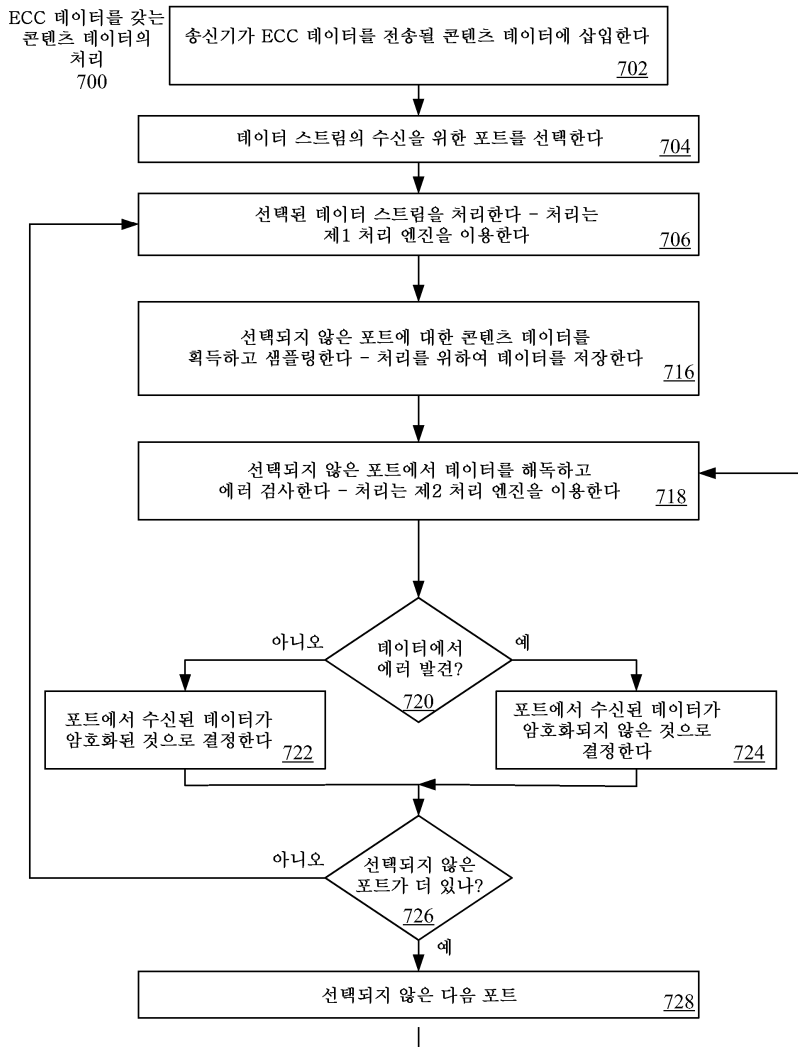 ECC 데이터를 갖는
콘텐츠 데이터의
처리
700
송신기가 ECC 데이터를 전송될 콘텐츠 데이터에 삽입한다
702
데이터 스트림의 수신을 위한 포트를 선택한다
704
선택된 데이터 스트림을 처리한다 - 처리는
제1 처리 엔진을 이용한다
706
선택되지 않은 포트에 대한 콘텐츠 데이터를
획득하고 샘플링한다 - 처리를 위하여 데이터를 저장한다
716
선택되지 않은 포트에서 데이터를 해독하고
에러 검사한다 - 처리는 제2 처리 엔진을 이용한다
718
아니오
데이터에서
에러 발견?
720
예
포트에서 수신된 데이터가
암호화된 것으로 결정한다
722
포트에서 수신된 데이터가
암호화되지 않은 것으로
결정한다
724
아니오
선택되지 않은
포트가 더 있나?
726
예
선택되지 않은 다음 포트
728